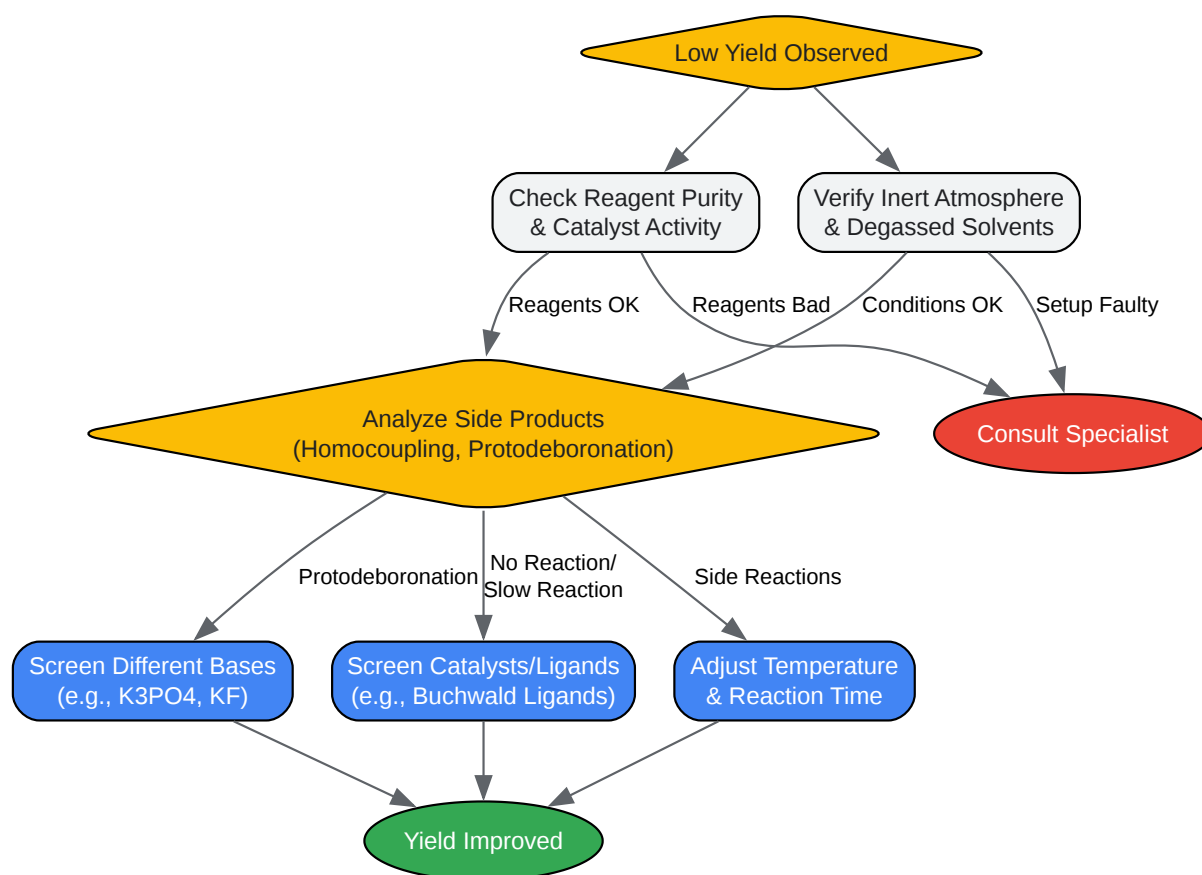 Low Yield Observed
Check Reagent Purity
& Catalyst Activity
Verify Inert Atmosphere
& Degassed Solvents
Reagents OK
Reagents Bad
Conditions OK
Setup Faulty
Analyze Side Products
(Homocoupling, Protodeboronation)
Consult Specialist
Protodeboronation
No Reaction/
Slow Reaction
Side Reactions
Screen Different Bases
(e.g., K3PO4, KF)
Screen Catalysts/Ligands
(e.g., Buchwald Ligands)
Adjust Temperature
& Reaction Time
Yield Improved